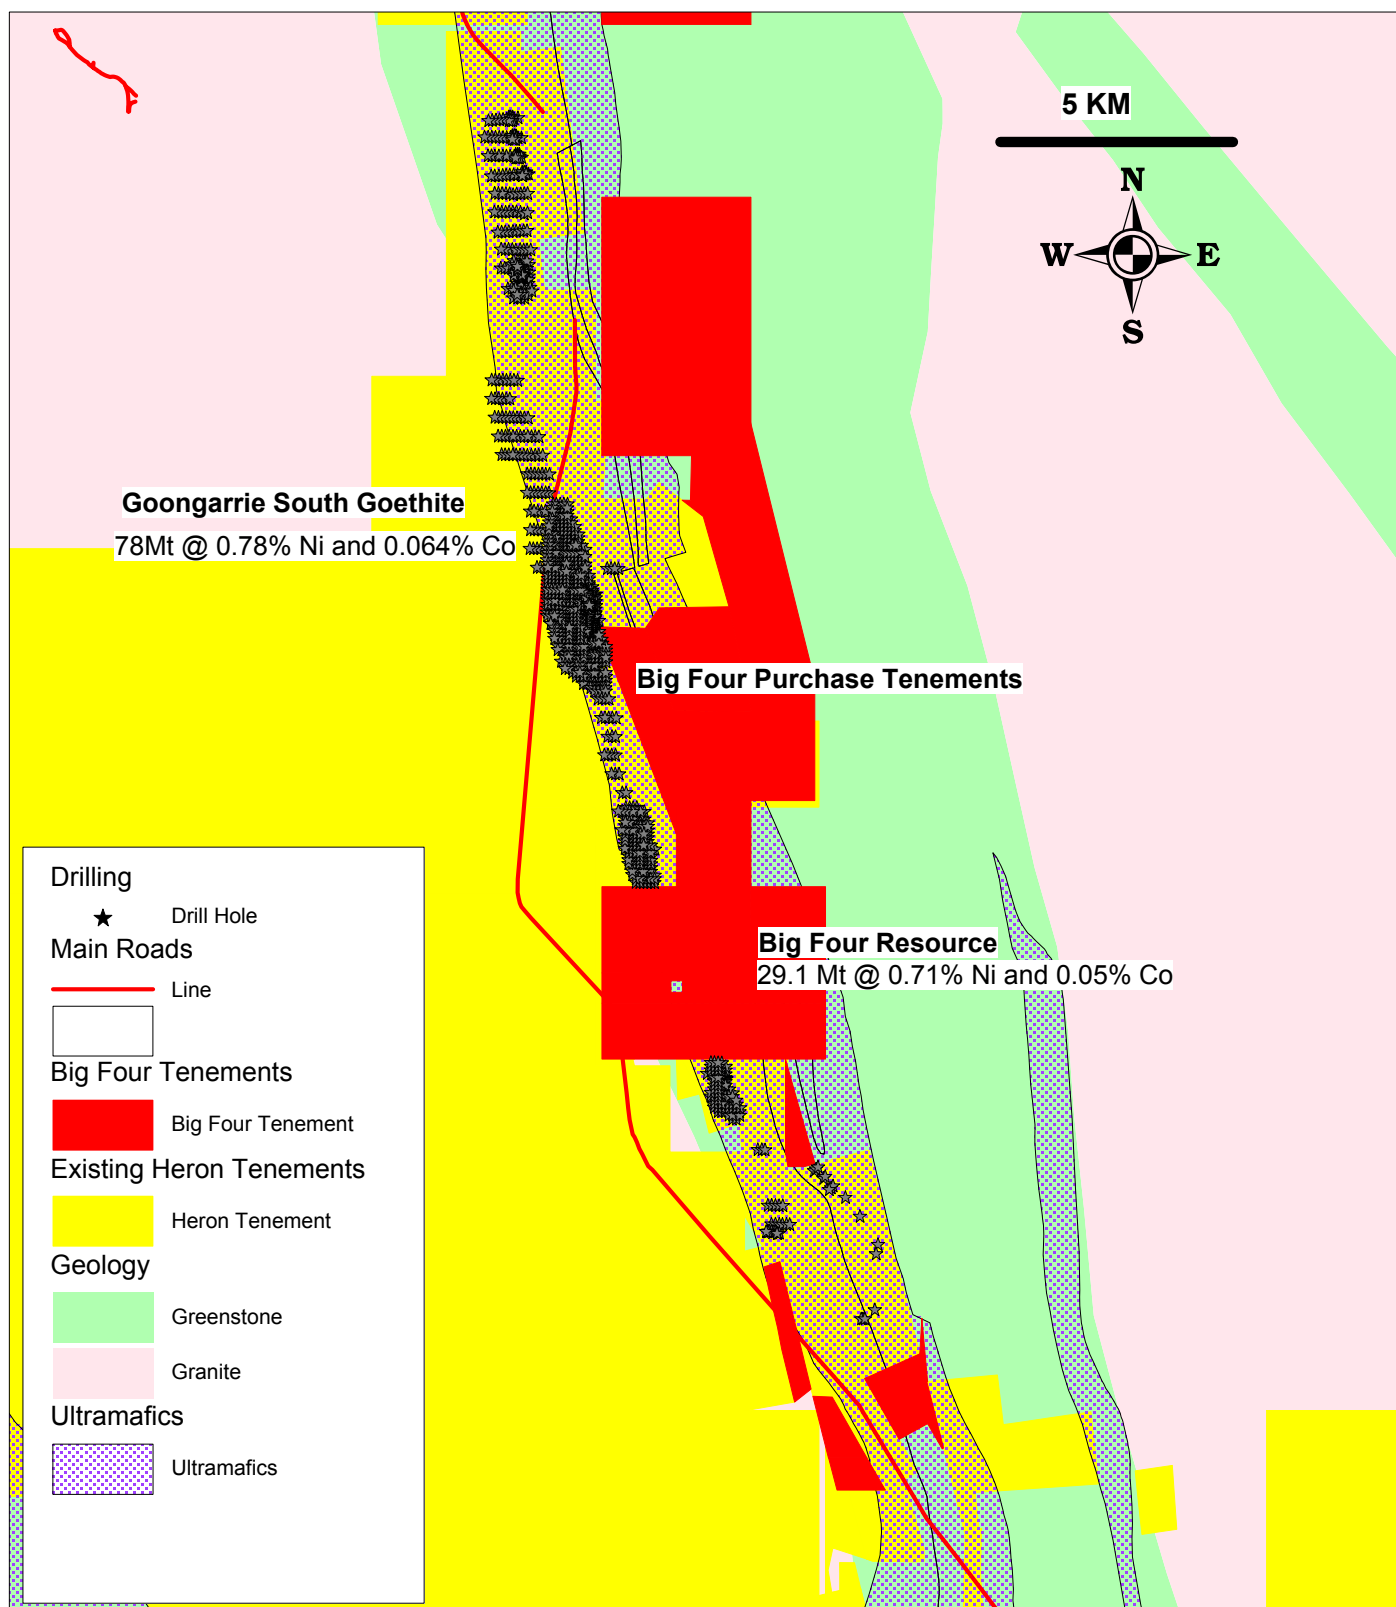 5 KM
N
W
E
S
Goongarrie South Goethite
78Mt @ 0.78% Ni and 0.064% Co
Big Four Purchase Tenements
Big Four Resource
29.1 Mt @ 0.71% Ni and 0.05% Co
Drilling
Drill Hole
Main Roads
Line
Big Four Tenements
Big Four Tenement
Existing Heron Tenements
Heron Tenement
Geology
Greenstone
Granite
Ultramafics
Ultramafics